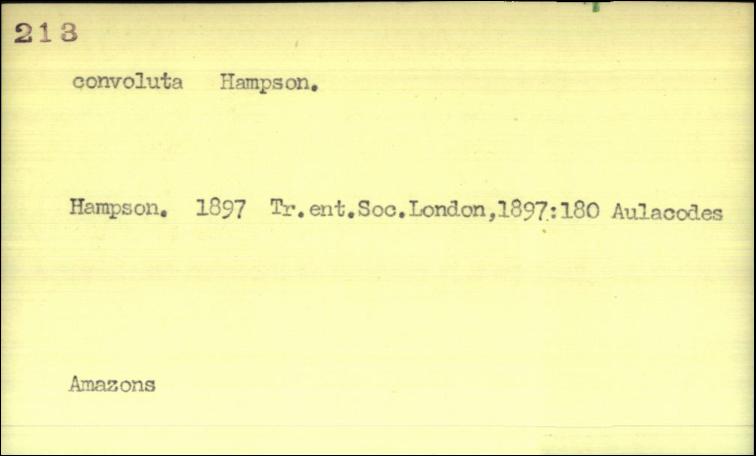 213
convoluta Hampson.
Hampson. 1897 Tr.ent.Soc.London,1897:180 Aulacodes
Amazons